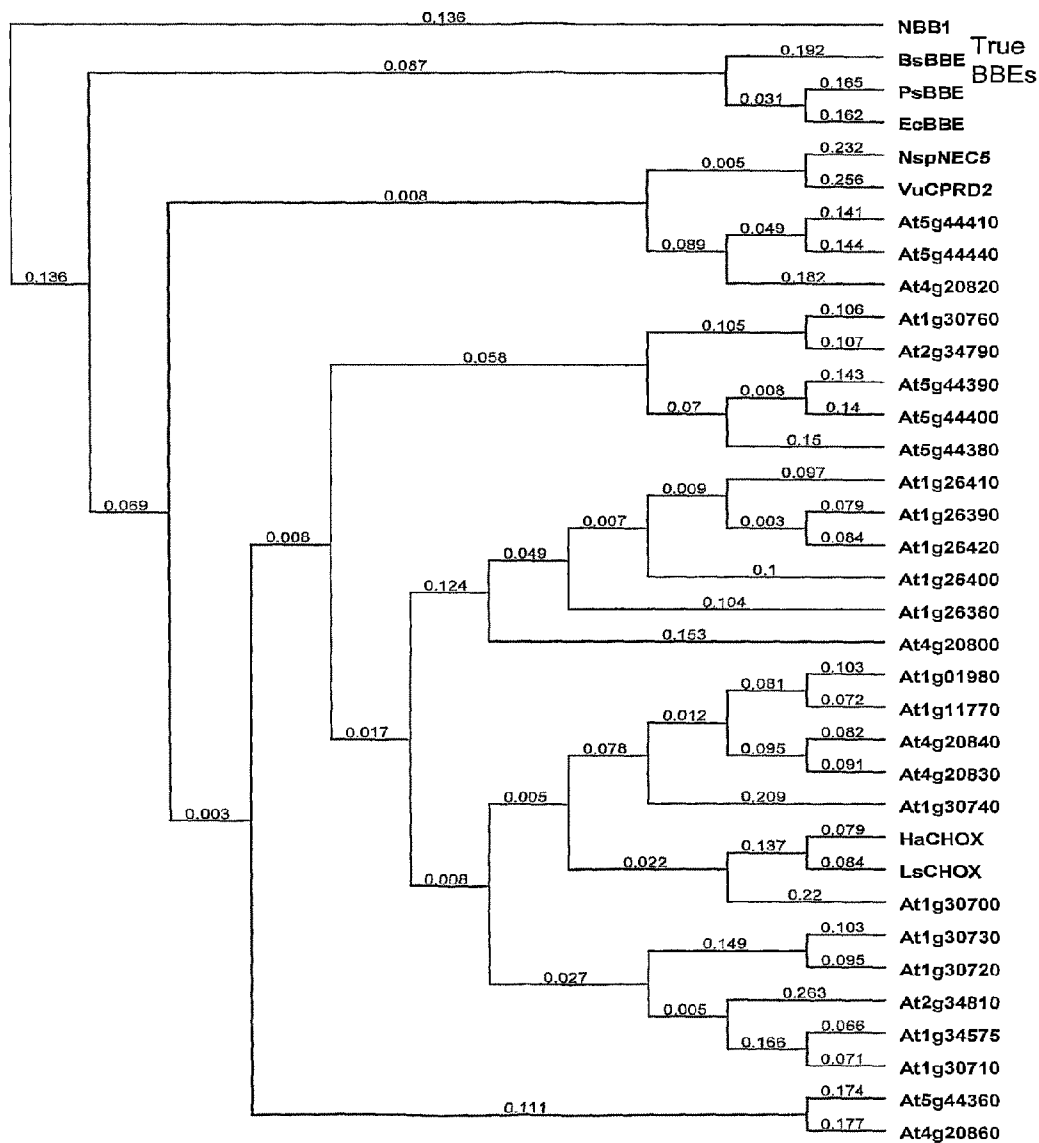 0.136
NBB1
True
BBEs
0.192
BsBBE
0.087
0.165
PsBBE
0.031
0.162
EcBBE
0.232
NspNEC5
0.005
0.256
VuCPRD2
0.008
0.141
At5g44410
0.049
0.144
At5g44440
0.089
0.136
0.182
At4g20820
0.106
At1g30760
0.105
0.107
At2g34790
0.058
0.143
At5g44390
0.008
0.07
0.14
At5g44400
0.15
At5g44380
0.097
At1g26410
0.009
0.069
0.079
At1g26390
0.007
0.003
0.084
At1g26420
0.008
0.049
0.1
At1g26400
0.124
0.104
At1g26380
0.153
At4g20800
0.103
At1g01980
0.081
0.072
At1g11770
0.012
0.017
0.082
At4g20840
0.078
0.095
0.091
At4g20830
0.005
0.209
At1g30740
0.003
0.079
HaCHOX
0.137
0.022
0.084
LsCHOX
0.008
0.22
At1g30700
0.103
At1g30730
0.149
0.095
At1g30720
0.027
0.263
At2g34810
0.005
0.066
At1g34575
0.166
0.071
At1g30710
0.174
At5g44360
0.111
0.177
At4g20860